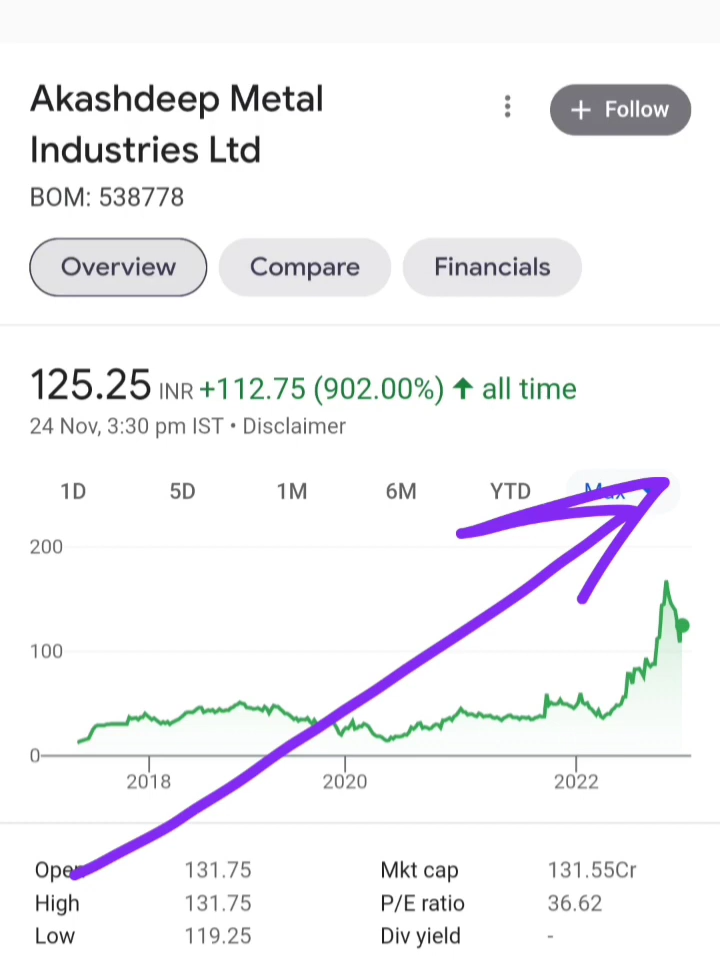 Akashdeep Metal
Industries Ltd
+ Follow
BOM: 538778
Overview Compare Financials
125.25 INR +112.75 (902.00%) ↑ all time
24 Nov, 3:30 pm IST • Disclaimer
1D 5D 1M 6M YTD Max
200
100
0
2018 2020 2022
Open 131.75 Mkt cap 131.55Cr
High 131.75 P/E ratio 36.62
Low 119.25 Div yield -